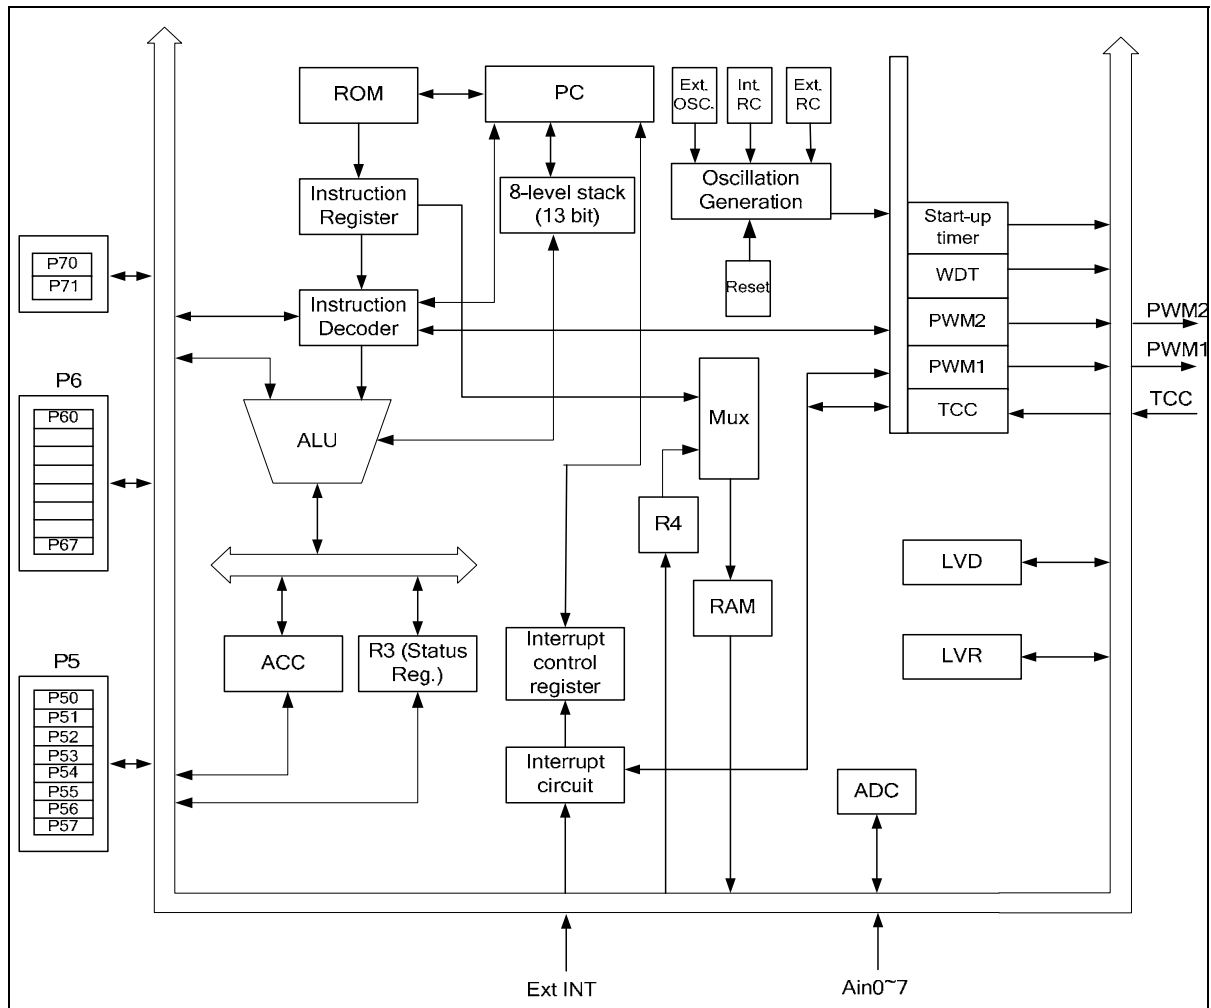 ROM
PC
Ext.
OSC.
Int.
RC
Ext.
RC
Instruction
Register
8-level stack
(13 bit)
Oscillation
Generation
Start-up
timer
P70
P71
WDT
Reset
Instruction
Decoder
PWM2
PWM2
PWM1
PWM1
P6
P60
P67
ALU
Mux
TCC
TCC
R4
LVD
RAM
ACC
R3 (Status
Reg.)
Interrupt
control
register
LVR
P5
P50
P51
P52
P53
P54
P55
P56
P57
Interrupt
circuit
ADC
Ext INT
Ain0~7